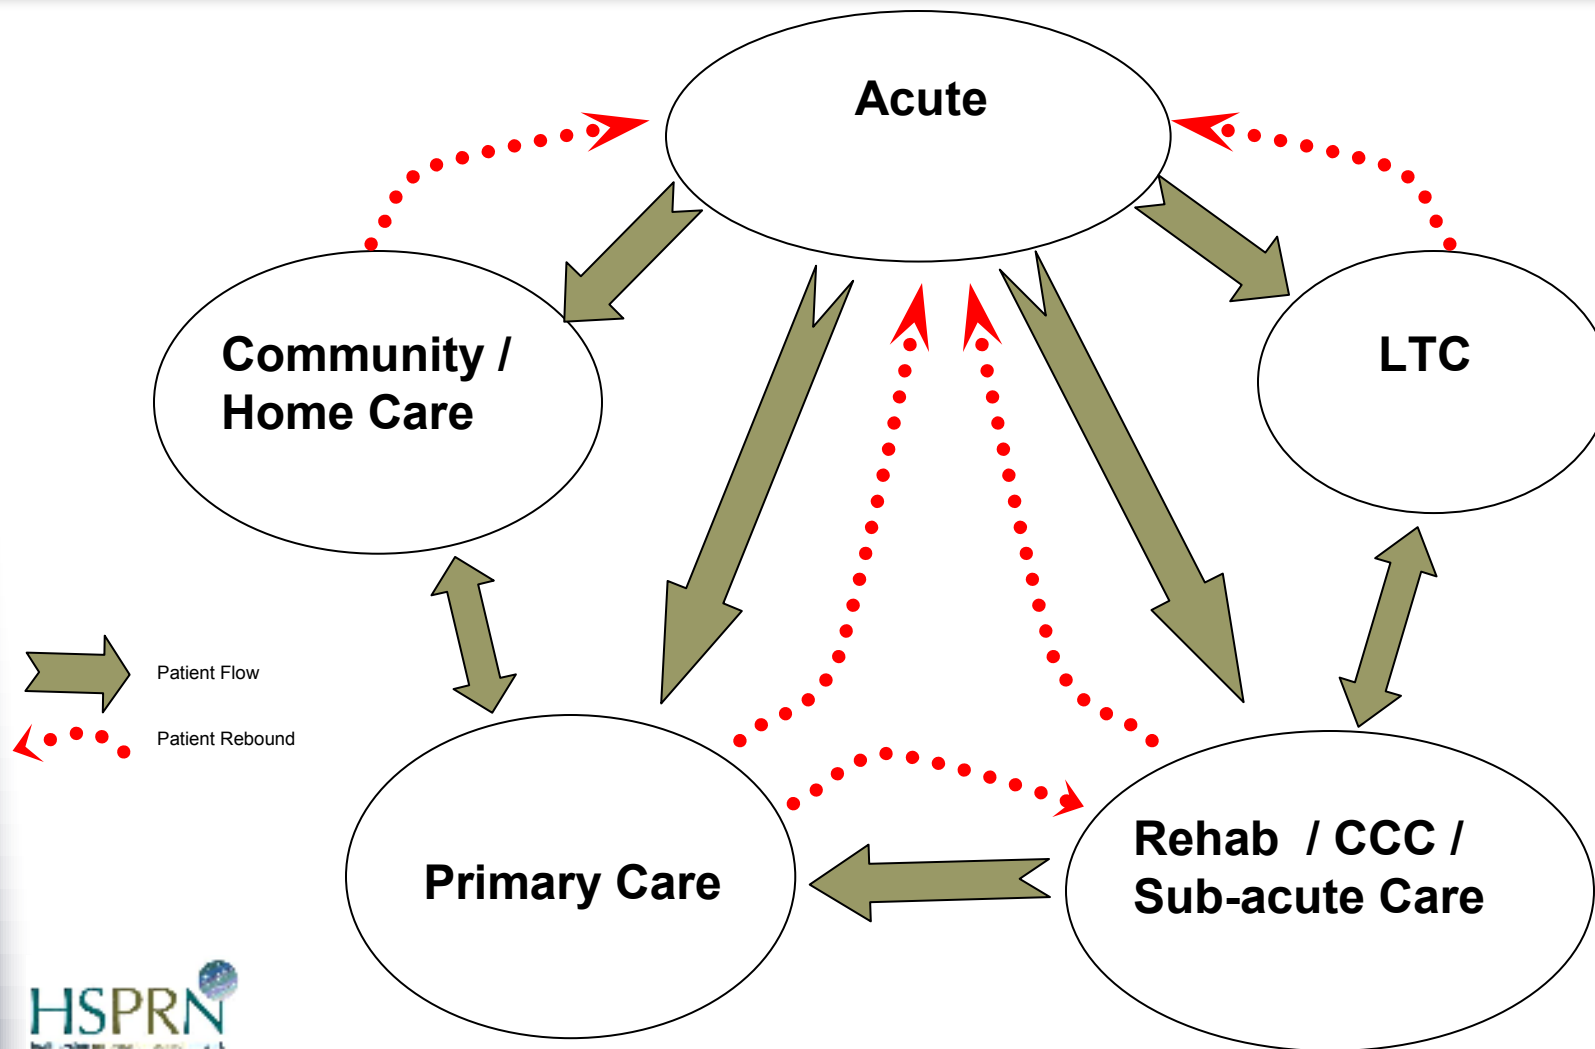 Acute
Community /
Home Care
LTC
Patient Flow
Patient Rebound
Primary Care
Rehab / CCC /
Sub-acute Care
HSPRN